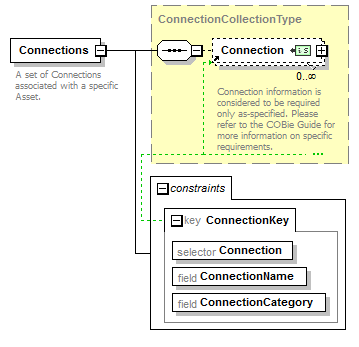 ConnectionCollectionType
Connections
A set of Connections
associated with a specific
Asset.
Connection
is
0..∞
Connection information is
considered to be required
only as-specified. Please
refer to the COBie Guide for
more information on specific
requirements.
...
constraints
key ConnectionKey
selector Connection
field ConnectionName
field ConnectionCategory